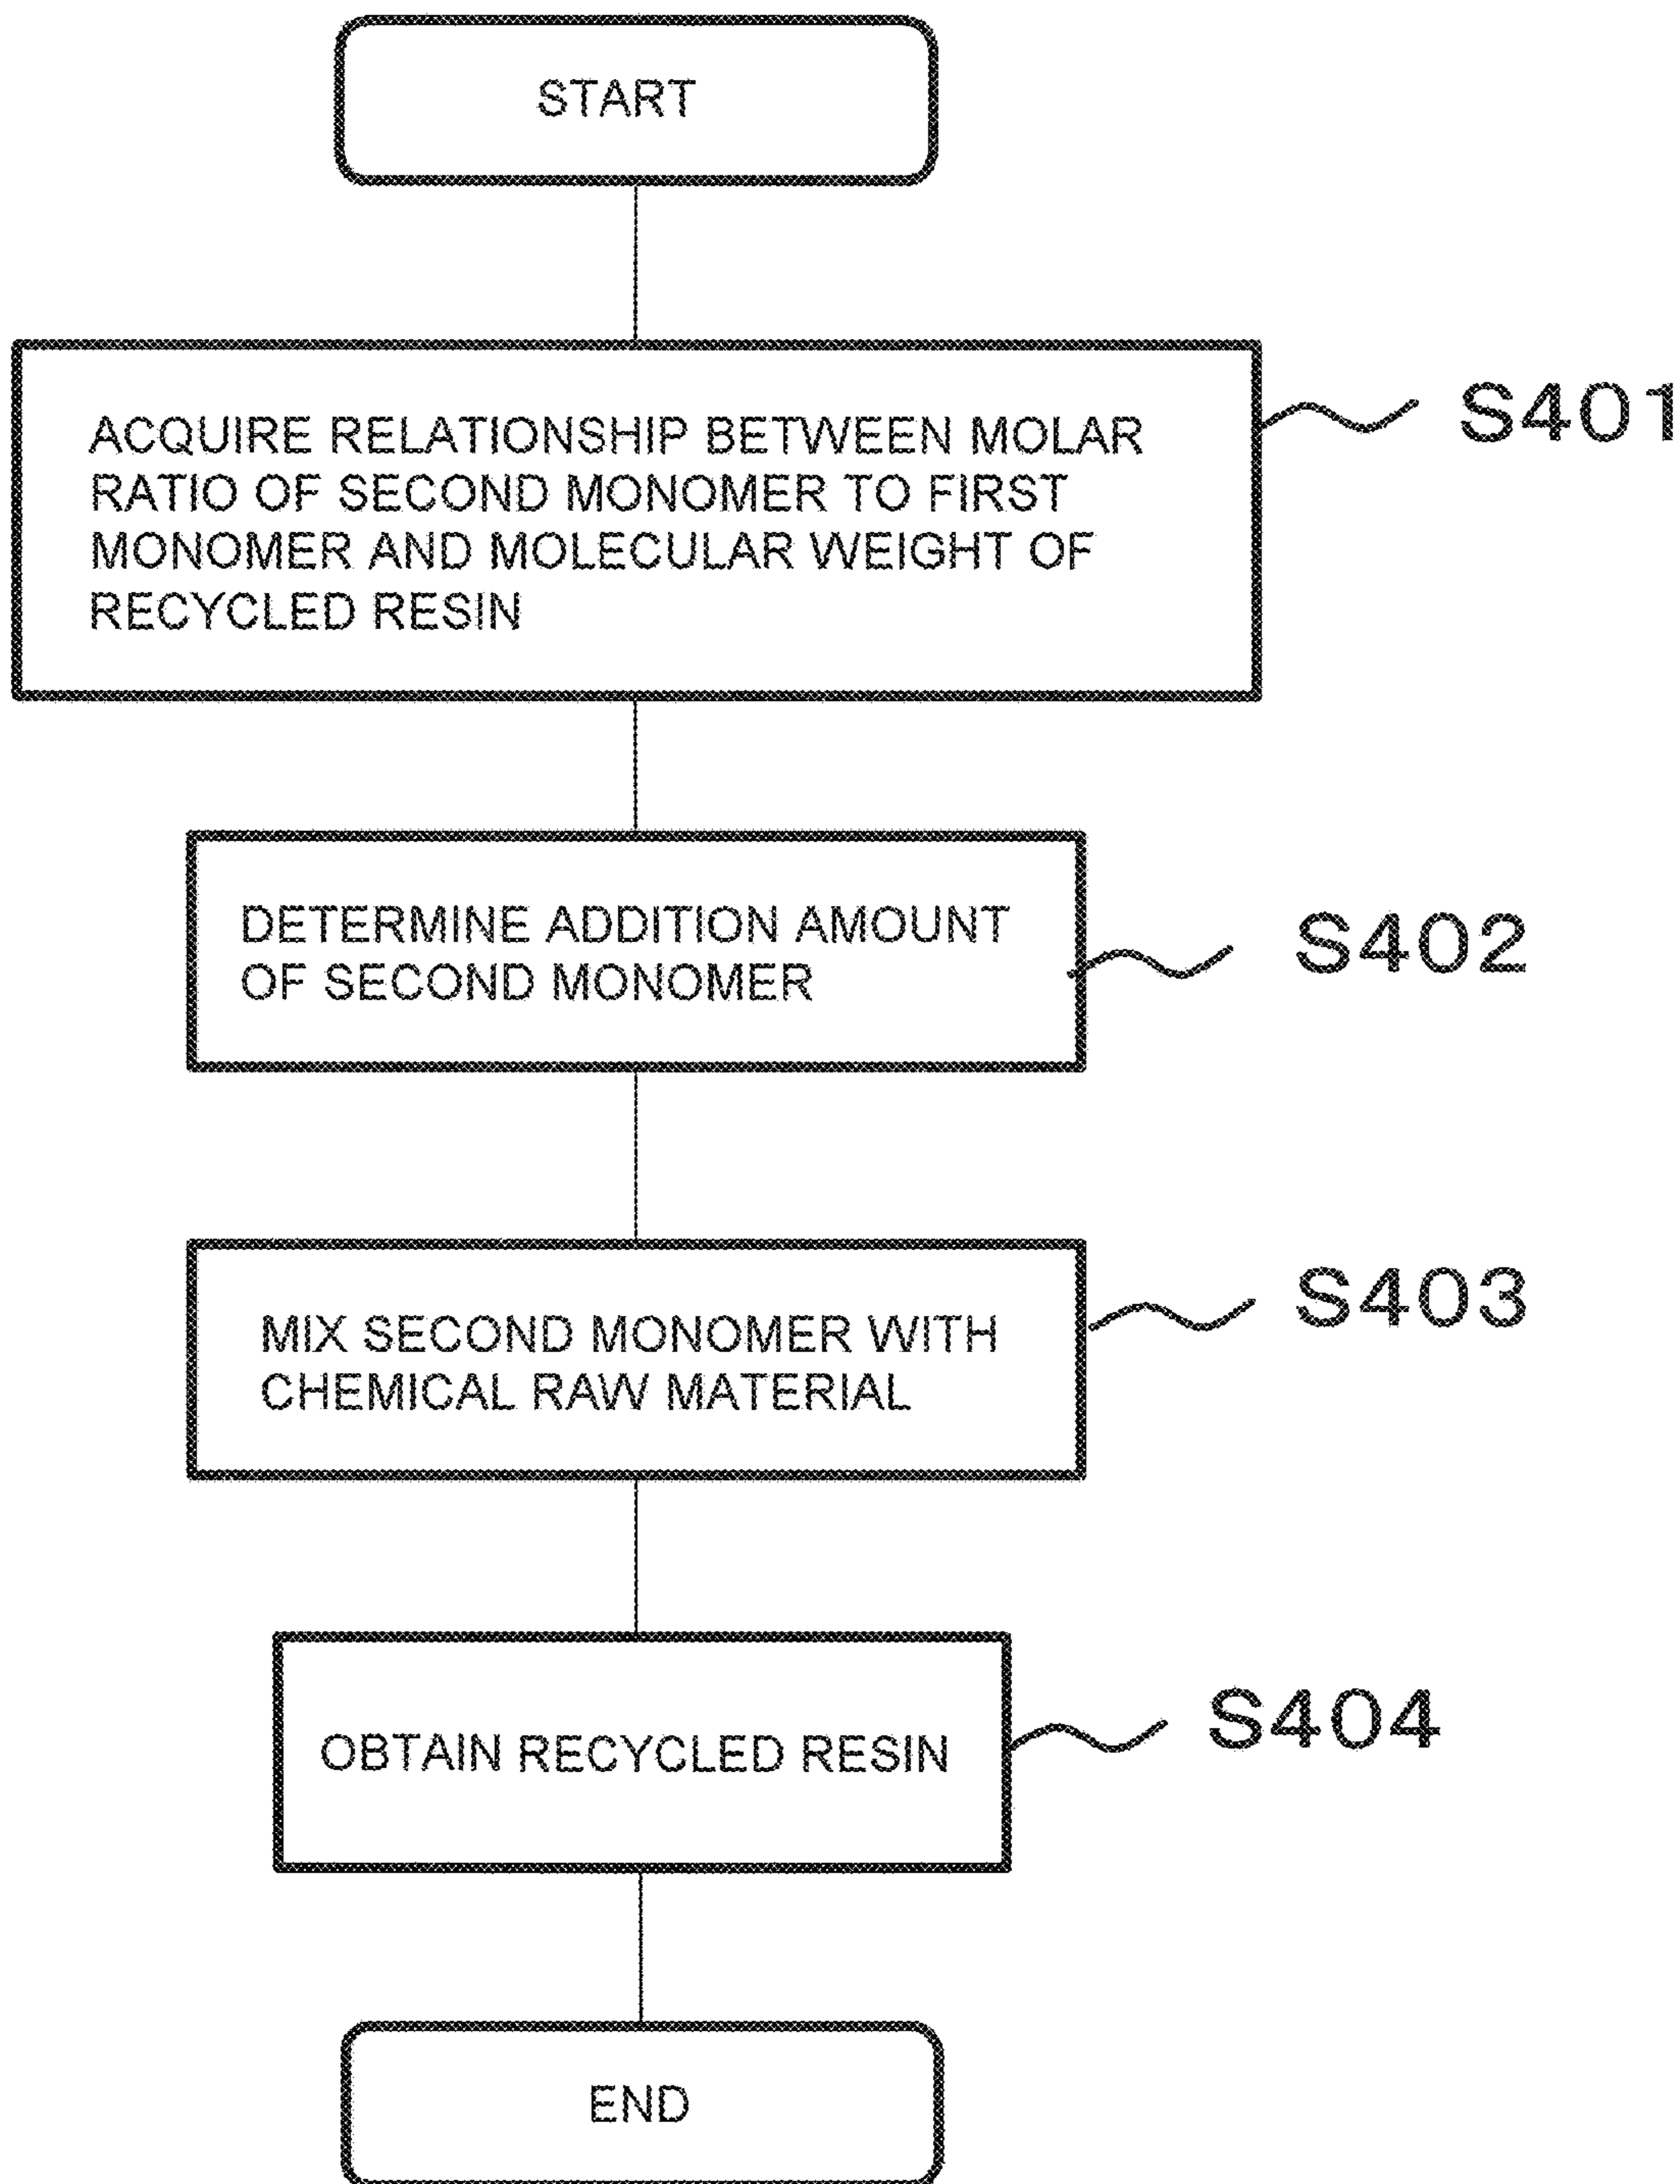 START
ACQUIRE RELATIONSHIP BETWEEN MOLAR
RATIO OF SECOND MONOMER TO FIRST
MONOMER AND MOLECULAR WEIGHT OF
RECYCLED RESIN
S401
DETERMINE ADDITION AMOUNT
OF SECOND MONOMER
S402
MIX SECOND MONOMER WITH
CHEMICAL RAW MATERIAL
S403
OBTAIN RECYCLED RESIN
S404
END